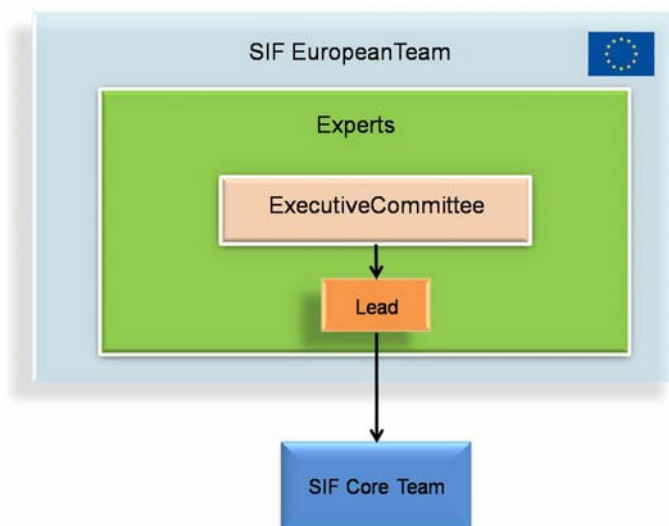 SIF EuropeanTeam
Experts
ExecutiveCommittee
Lead
SIF Core Team